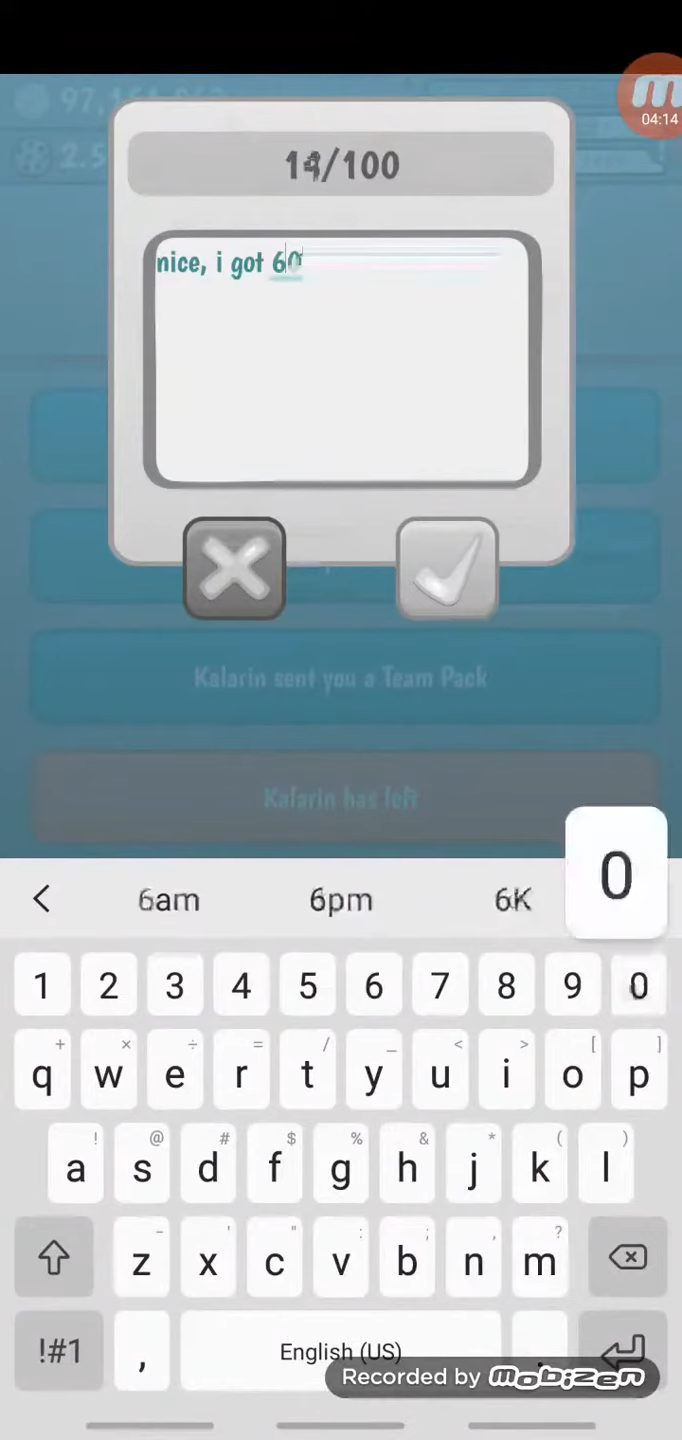 04:14
/100
nice, i got 60
Kalarin sent you a Team Pack
Kalarin has left
6am 6pm 6K 0
1 2 3 4 5 6 7 8 9 0
+ × ÷ = / _ < > [ ]
q w e r t y u i o p
! @ # $ % & * ( )
a s d f g h j k l
- ' " : ; , ?
z x c v b n m
!#1 , English (US) .
Recorded by mobizen